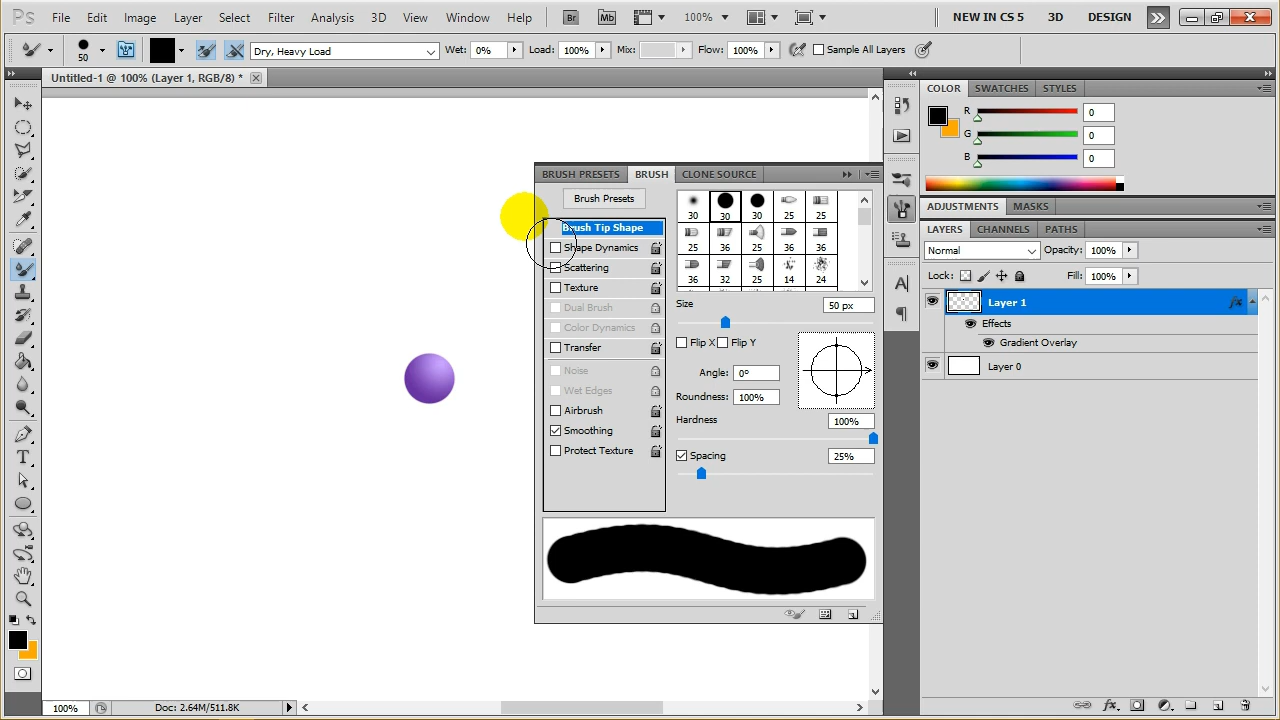 Ps File Edit Image Layer Select Filter Analysis 3D View Window Help Br Mb 100% NEW IN CS 5 3D DESIGN
50 Dry, Heavy Load Wet: 0% Load: 100% Mix: Flow: 100% Sample All Layers
Untitled-1 @ 100% (Layer 1, RGB/8) *
COLOR SWATCHES STYLES
R 0
G 0
B 0
BRUSH PRESETS BRUSH CLONE SOURCE
Brush Presets
30 30 30 25 25
25 36 25 36 36
36 32 25 14 24
Brush Tip Shape
Shape Dynamics
Scattering
Texture
Dual Brush
Color Dynamics
Transfer
Noise
Wet Edges
Airbrush
Smoothing
Protect Texture
Size 50 px
Flip X Flip Y
Angle: 0°
Roundness: 100%
Hardness 100%
Spacing 25%
ADJUSTMENTS MASKS
LAYERS CHANNELS PATHS
Normal Opacity: 100%
Lock: Fill: 100%
Layer 1 fx
Effects
Gradient Overlay
Layer 0
A
T
100% Doc: 2.64M/511.8K
fx